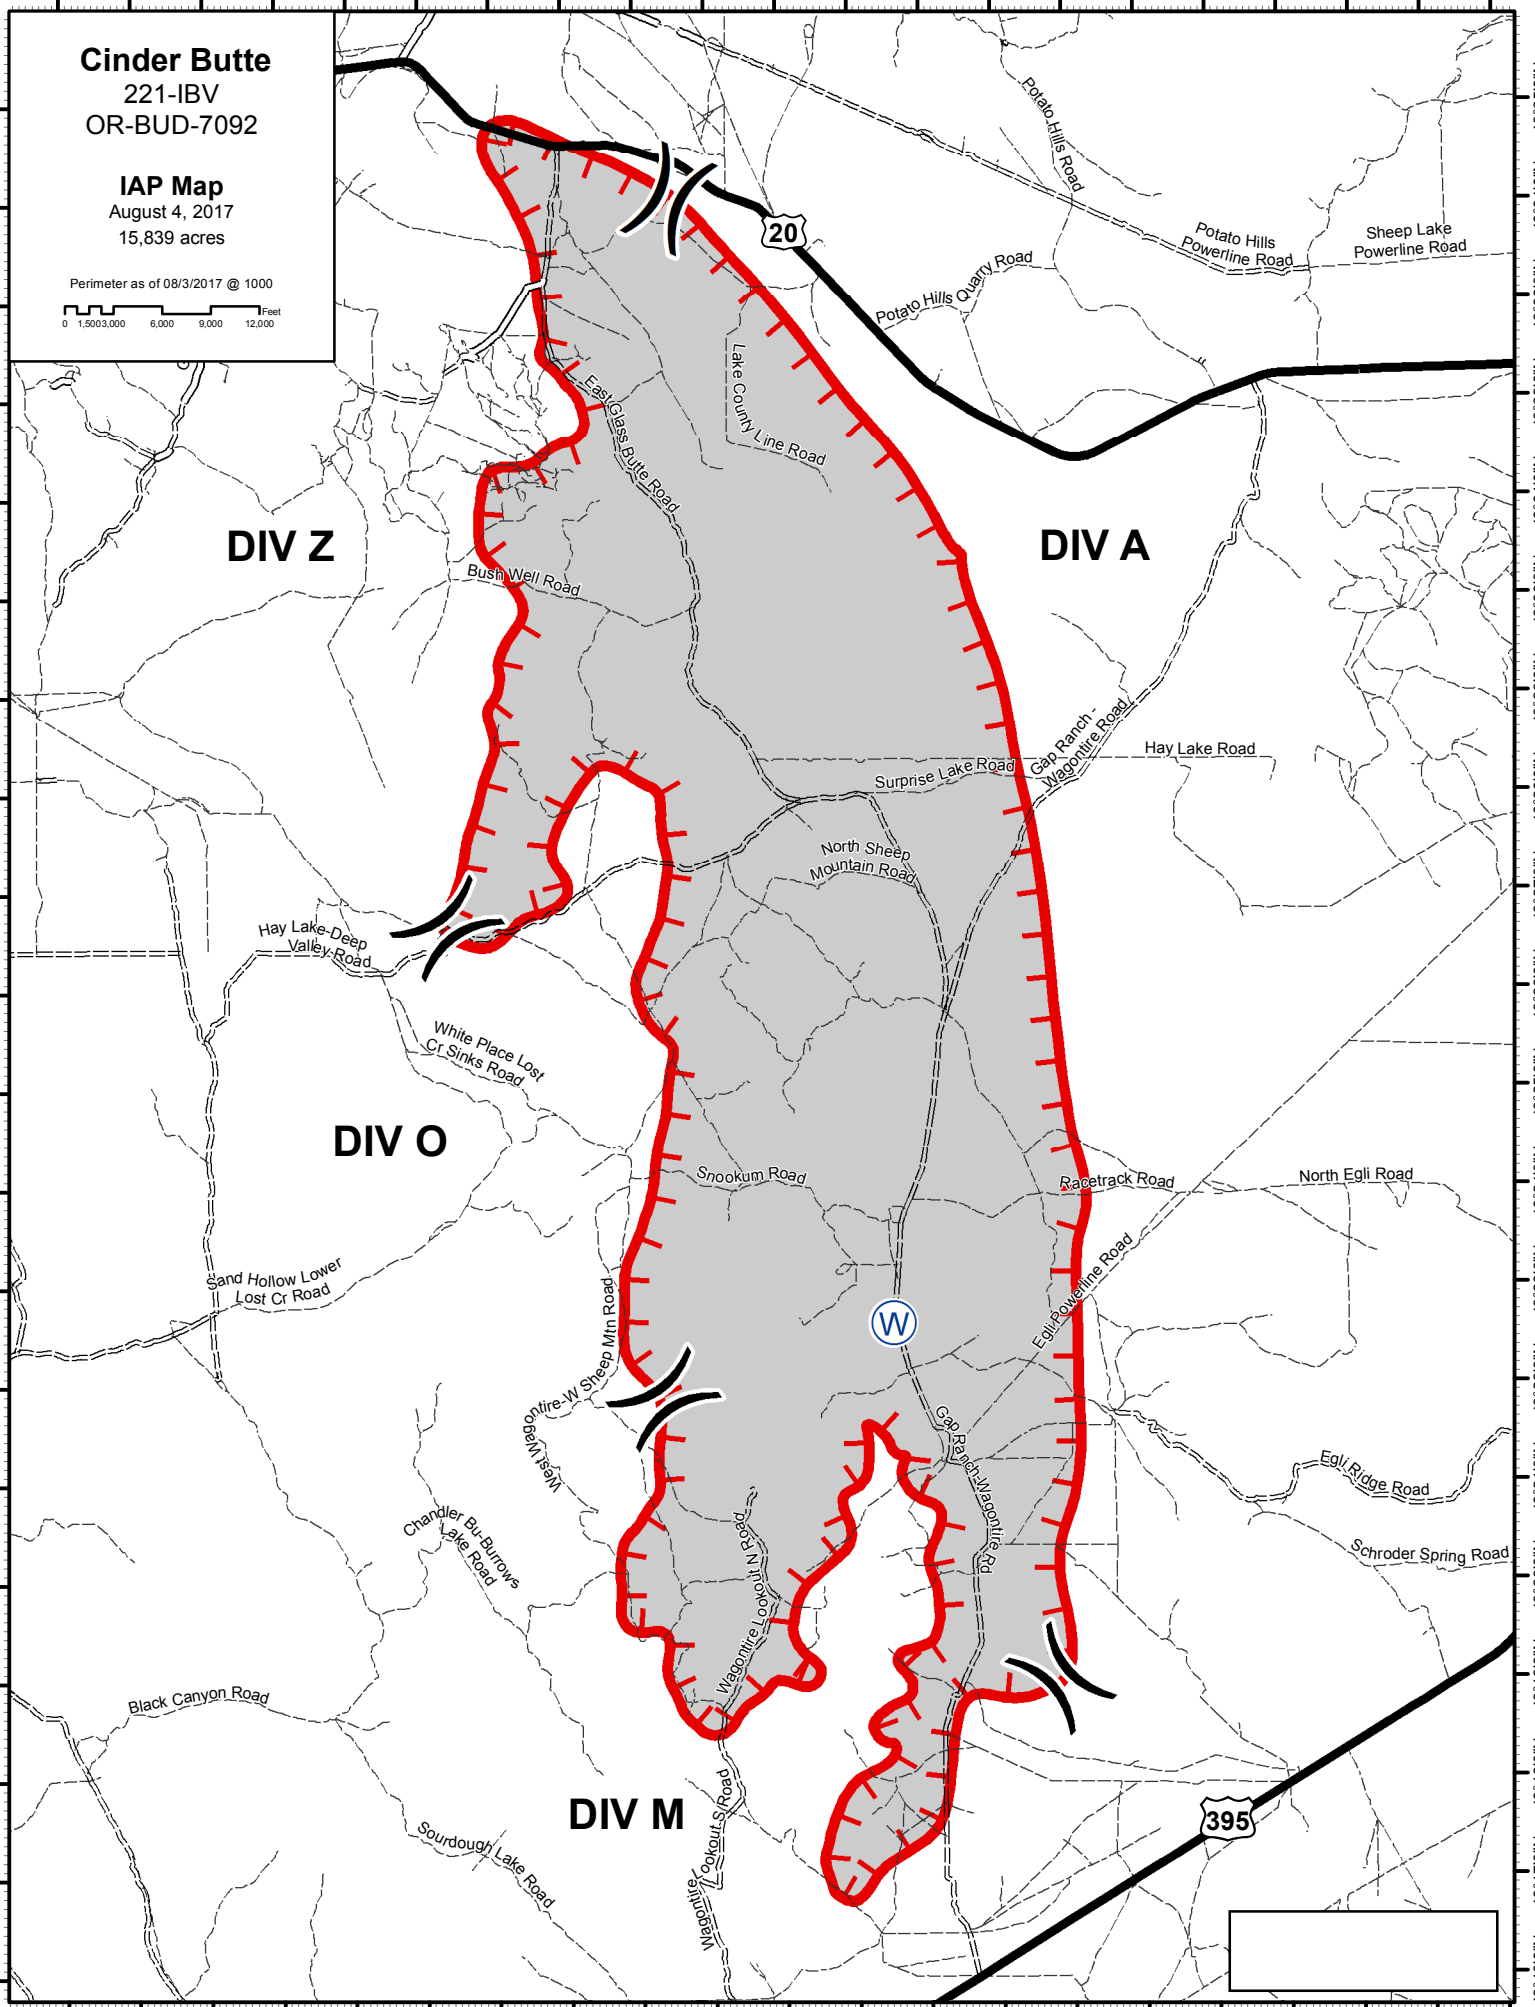 Cinder Butte
221-IBV
OR-BUD-7092
IAP Map
August 4, 2017
15,839 acres
Perimeter as of 08/3/2017 @ 1000
Feet
0 1,500 3,000 6,000 9,000 12,000
Potato Hills Road
20
Potato Hills
Powerline Road
Sheep Lake
Powerline Road
Potato Hills Quarry Road
Lake County Line Road
East Glass Butte Road
DIV Z
DIV A
Bush Well Road
Gap Ranch -
Wagontire Road
Hay Lake Road
Surprise Lake Road
North Sheep
Mountain Road
Hay Lake-Deep
Valley Road
White Place Lost
Cr Sinks Road
DIV O
Snookum Road
Racetrack Road
North Egli Road
Egli Powerline Road
Sand Hollow Lower
Lost Cr Road
W
West Wagontire-W Sheep Mtn Road
Gap Ranch-Wagontire Rd
Egli Ridge Road
Chandler Bu-Burrows
Lake Road
Wagontire Lookout N Road
Schroder Spring Road
Black Canyon Road
DIV M
395
Sourdough Lake Road
Wagontire Lookout S Road